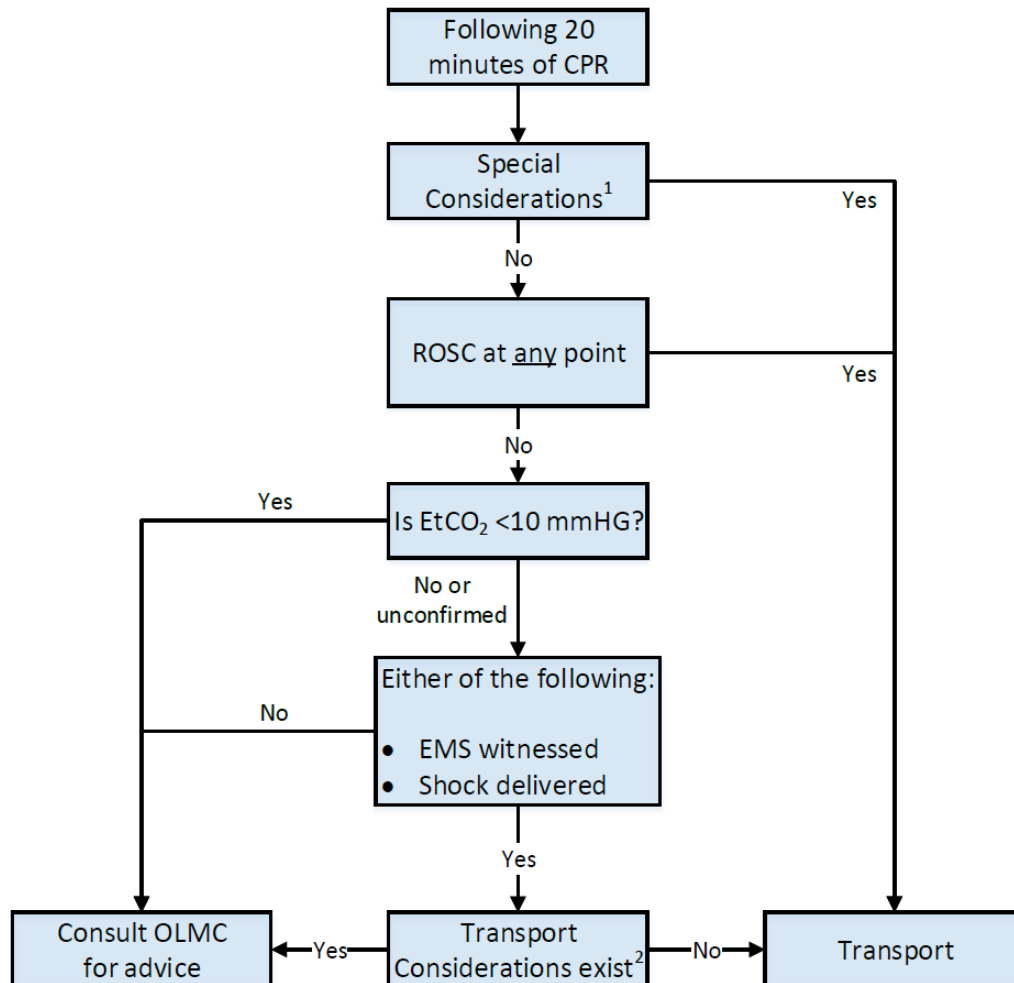 Following 20
minutes of CPR
Special
Considerations¹
Yes
No
ROSC at any point
Yes
No
Yes
Is EtCO₂ <10 mmHG?
No or
unconfirmed
Either of the following:
No
• EMS witnessed
• Shock delivered
Yes
Consult OLMC
for advice
Yes
Transport
Considerations exist²
No
Transport